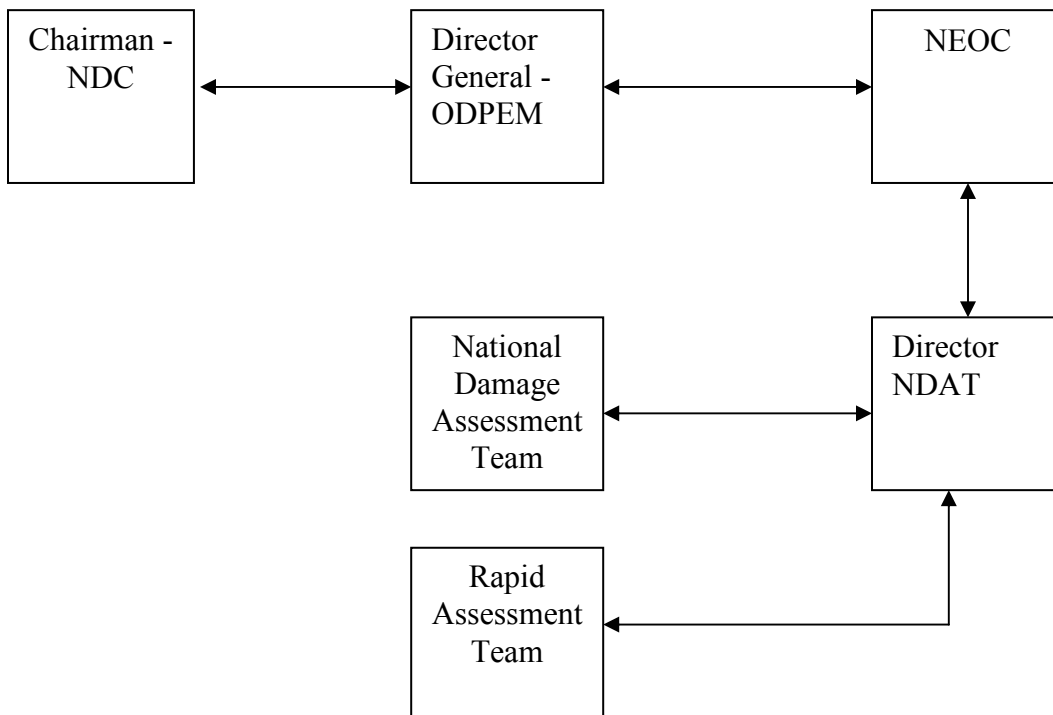 Chairman -
NDC
Director
General -
ODPEM
NEOC
National
Damage
Assessment
Team
Director
NDAT
Rapid
Assessment
Team